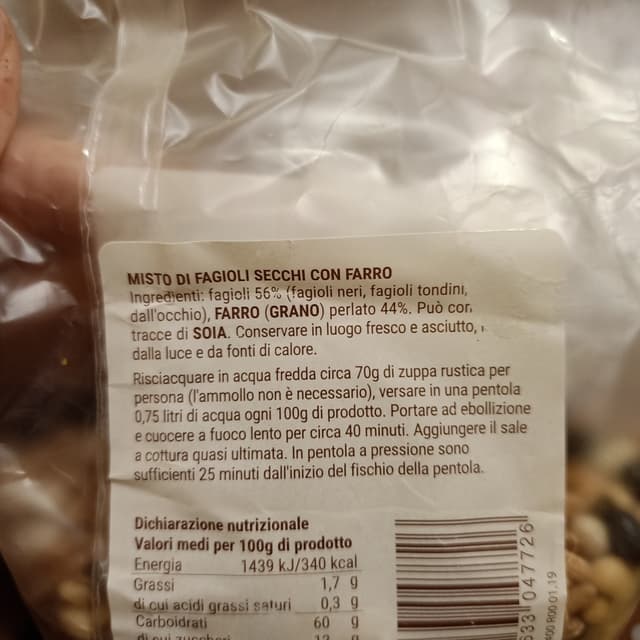 MISTO DI FAGIOLI SECCHI CON FARRO
Ingredienti: fagioli 56% (fagioli neri, fagioli tondini,
dall'occhio), FARRO (GRANO) perlato 44%. Può
tracce di SOIA. Conservare in luogo fresco e asciutto,
dalla luce e da fonti di calore.
Risciacquare in acqua fredda circa 70g di zuppa rustica per
persona (l'ammollo non è necessario), versare in una pentola
0,75 litri di acqua ogni 100g di prodotto. Portare ad ebollizione
e cuocere a fuoco lento per circa 40 minuti. Aggiungere il sale
a cottura quasi ultimata. In pentola a pressione sono
sufficienti 25 minuti dall'inizio del fischio della pentola.
Dichiarazione nutrizionale
Valori medi per 100g di prodotto
Energia 1439 kJ/340 kcal
Grassi 1,7 g
di cui acidi grassi saturi 0,3 g
Carboidrati 60 g
di cui zuccheri
047726
R00 01.19